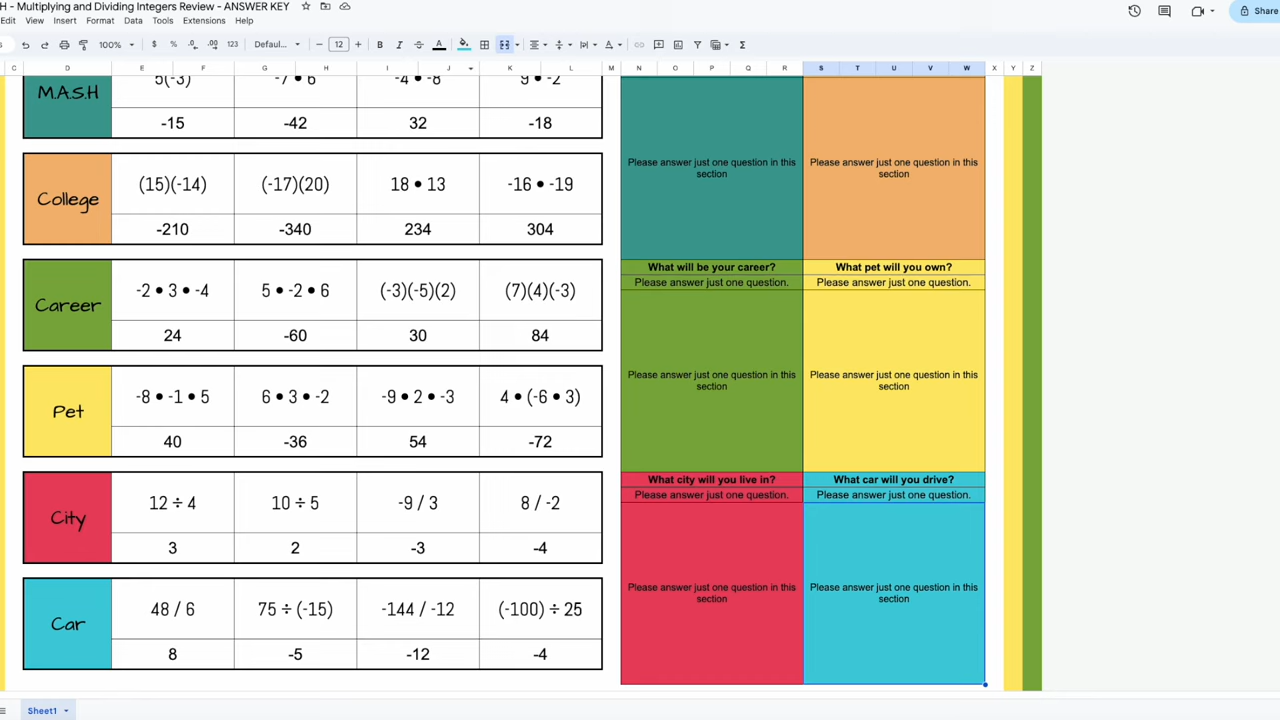 H - Multiplying and Dividing Integers Review - ANSWER KEY
Edit View Insert Format Data Tools Extensions Help
Share
100% $ % .0 .00 123 Defaul... 12 B I A Σ
C D E F G H I J K L M N O P Q R S T U V W X Y Z
M.A.S.H 5(-3) -7 • 6 -4 • -8 9 • -2
-15 -42 32 -18
College (15)(-14) (-17)(20) 18 • 13 -16 • -19
-210 -340 234 304
Career -2 • 3 • -4 5 • -2 • 6 (-3)(-5)(2) (7)(4)(-3)
24 -60 30 84
Pet -8 • -1 • 5 6 • 3 • -2 -9 • 2 • -3 4 • (-6 • 3)
40 -36 54 -72
City 12 ÷ 4 10 ÷ 5 -9 / 3 8 / -2
3 2 -3 -4
Car 48 / 6 75 ÷ (-15) -144 / -12 (-100) ÷ 25
8 -5 -12 -4
Please answer just one question in this
section
Please answer just one question in this
section
What will be your career?
Please answer just one question.
Please answer just one question in this
section
What pet will you own?
Please answer just one question.
Please answer just one question in this
section
What city will you live in?
Please answer just one question.
Please answer just one question in this
section
What car will you drive?
Please answer just one question.
Please answer just one question in this
section
Sheet1